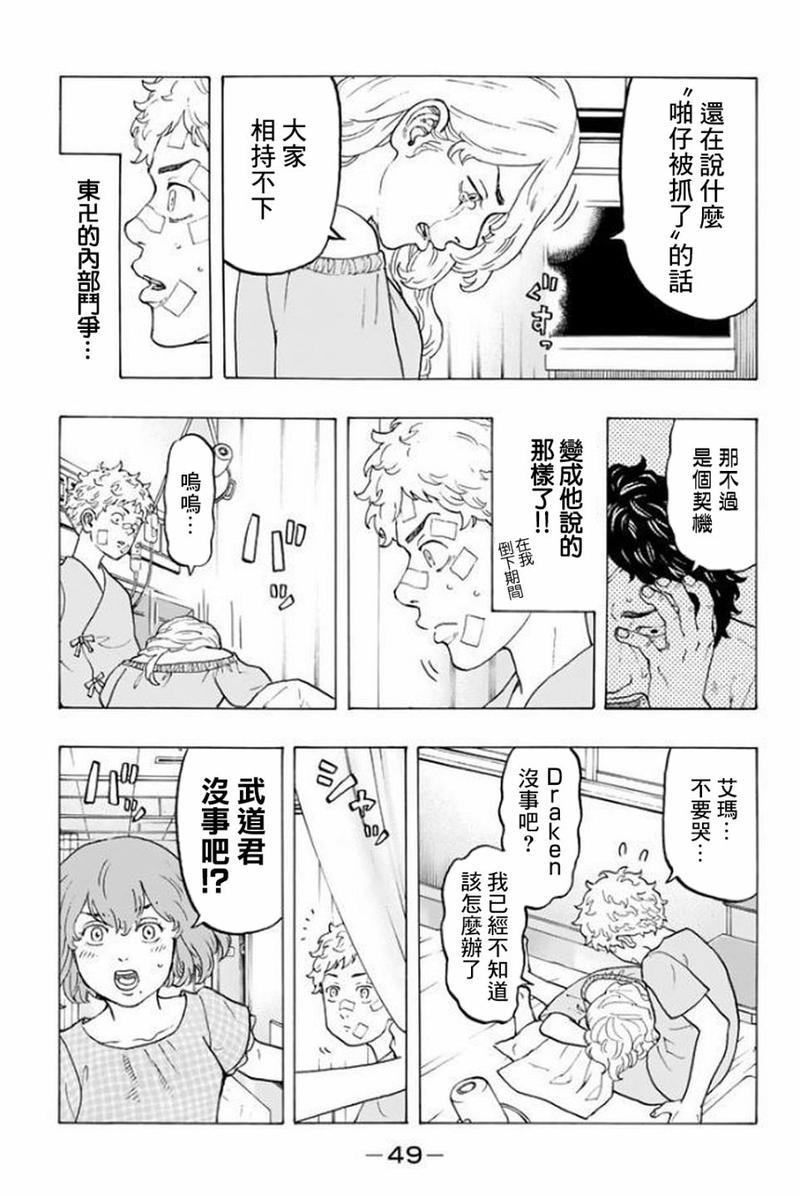 還在說什麼
“啪仔被抓了”的話
大家
相持不下
ぐすっ
東卍的內部鬥爭…
那不過
是個契機
變成他說的
那樣了!!
在我
倒下期間
嗚嗚…
艾瑪…
不要哭…
Draken
沒事吧?
我已經不知道
該怎麼辦了
武道君
沒事吧!?
—49—